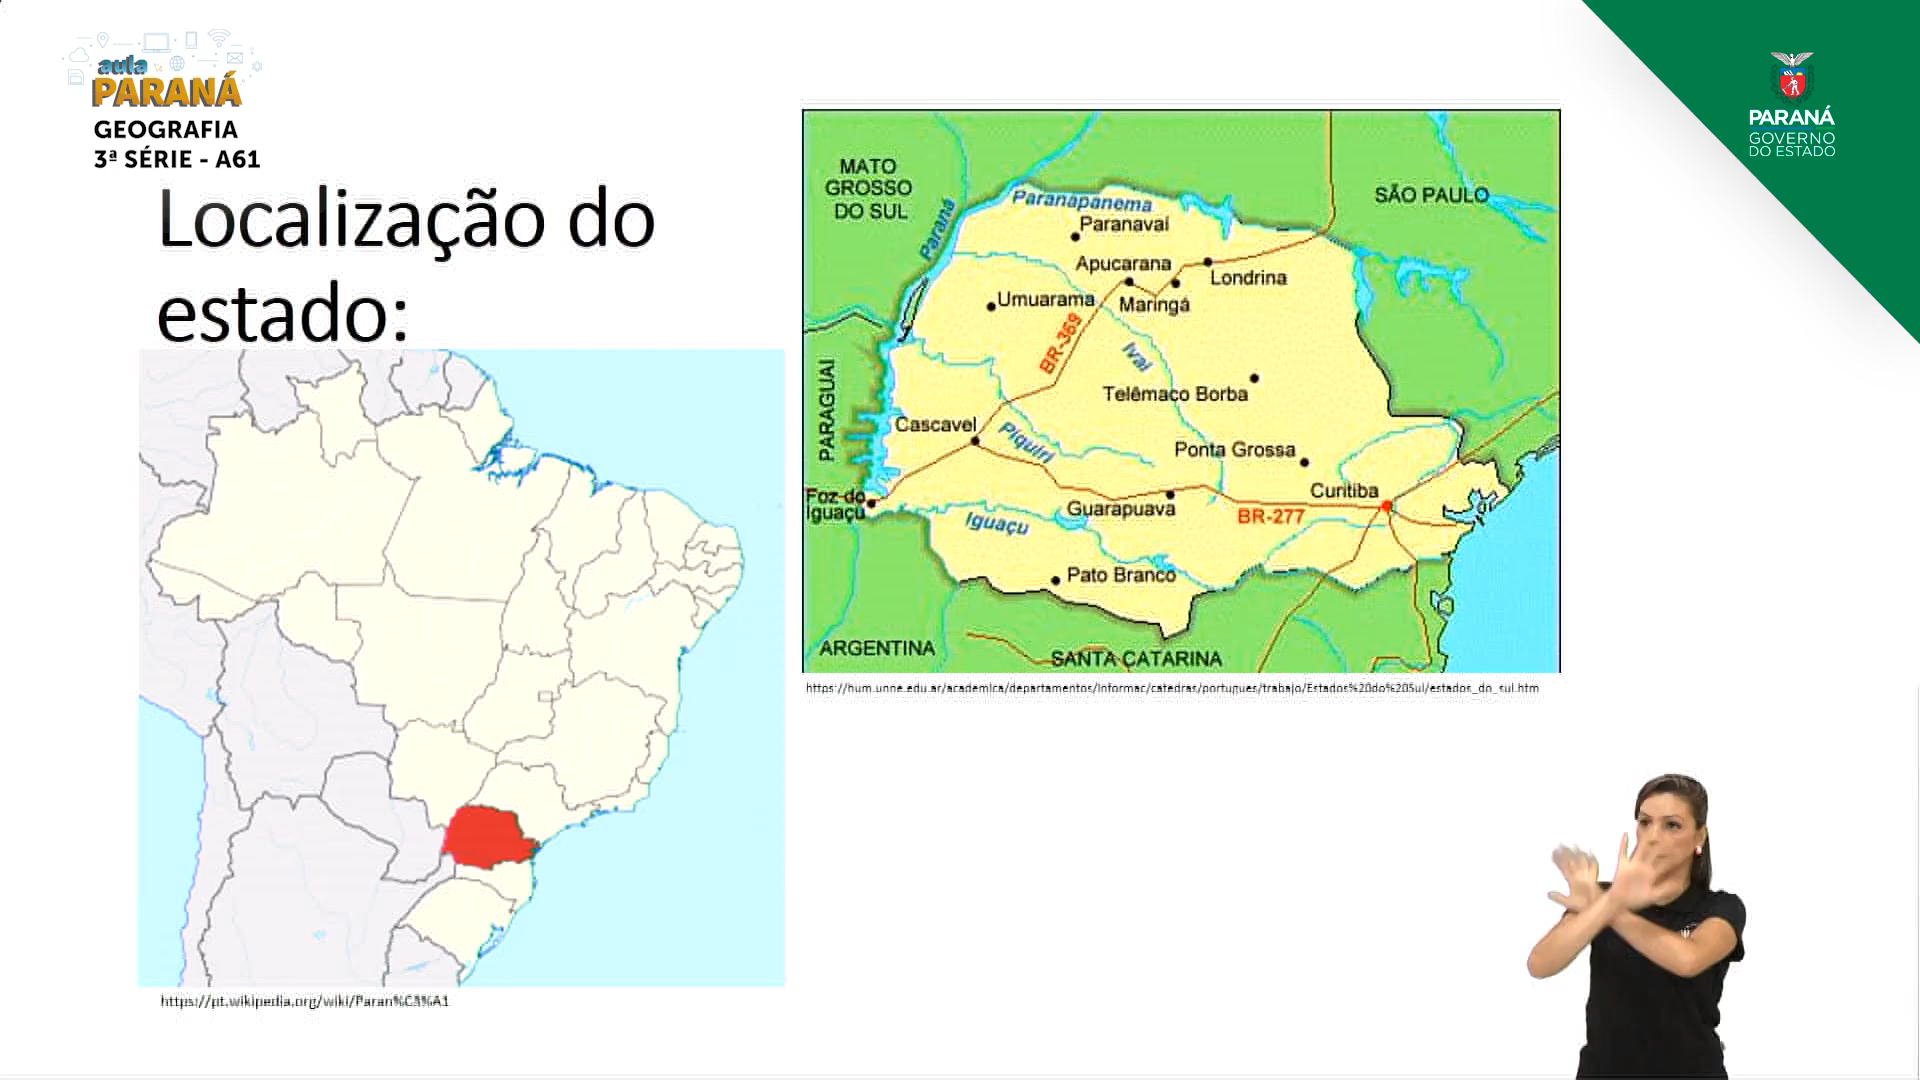 aula
PARANÁ
GEOGRAFIA
3ª SÉRIE - A61
Localização do
estado:
https://pt.wikipedia.org/wiki/Paran%C3%A1
MATO
GROSSO
DO SUL
SÃO PAULO
Paraná
Paranapanema
Paranavaí
Apucarana
Londrina
Umuarama
Maringá
BR-369
Ivaí
PARAGUAI
Telêmaco Borba
Cascavel
Piquiri
Ponta Grossa
Foz do
Iguaçu
Curitiba
Guarapuava
BR-277
Iguaçu
Pato Branco
ARGENTINA
SANTA CATARINA
https://hum.unne.edu.ar/academica/departamentos/informac/catedras/portugues/trabajo/Estados%20do%20Sul/estados_do_sul.htm
PARANÁ
GOVERNO
DO ESTADO